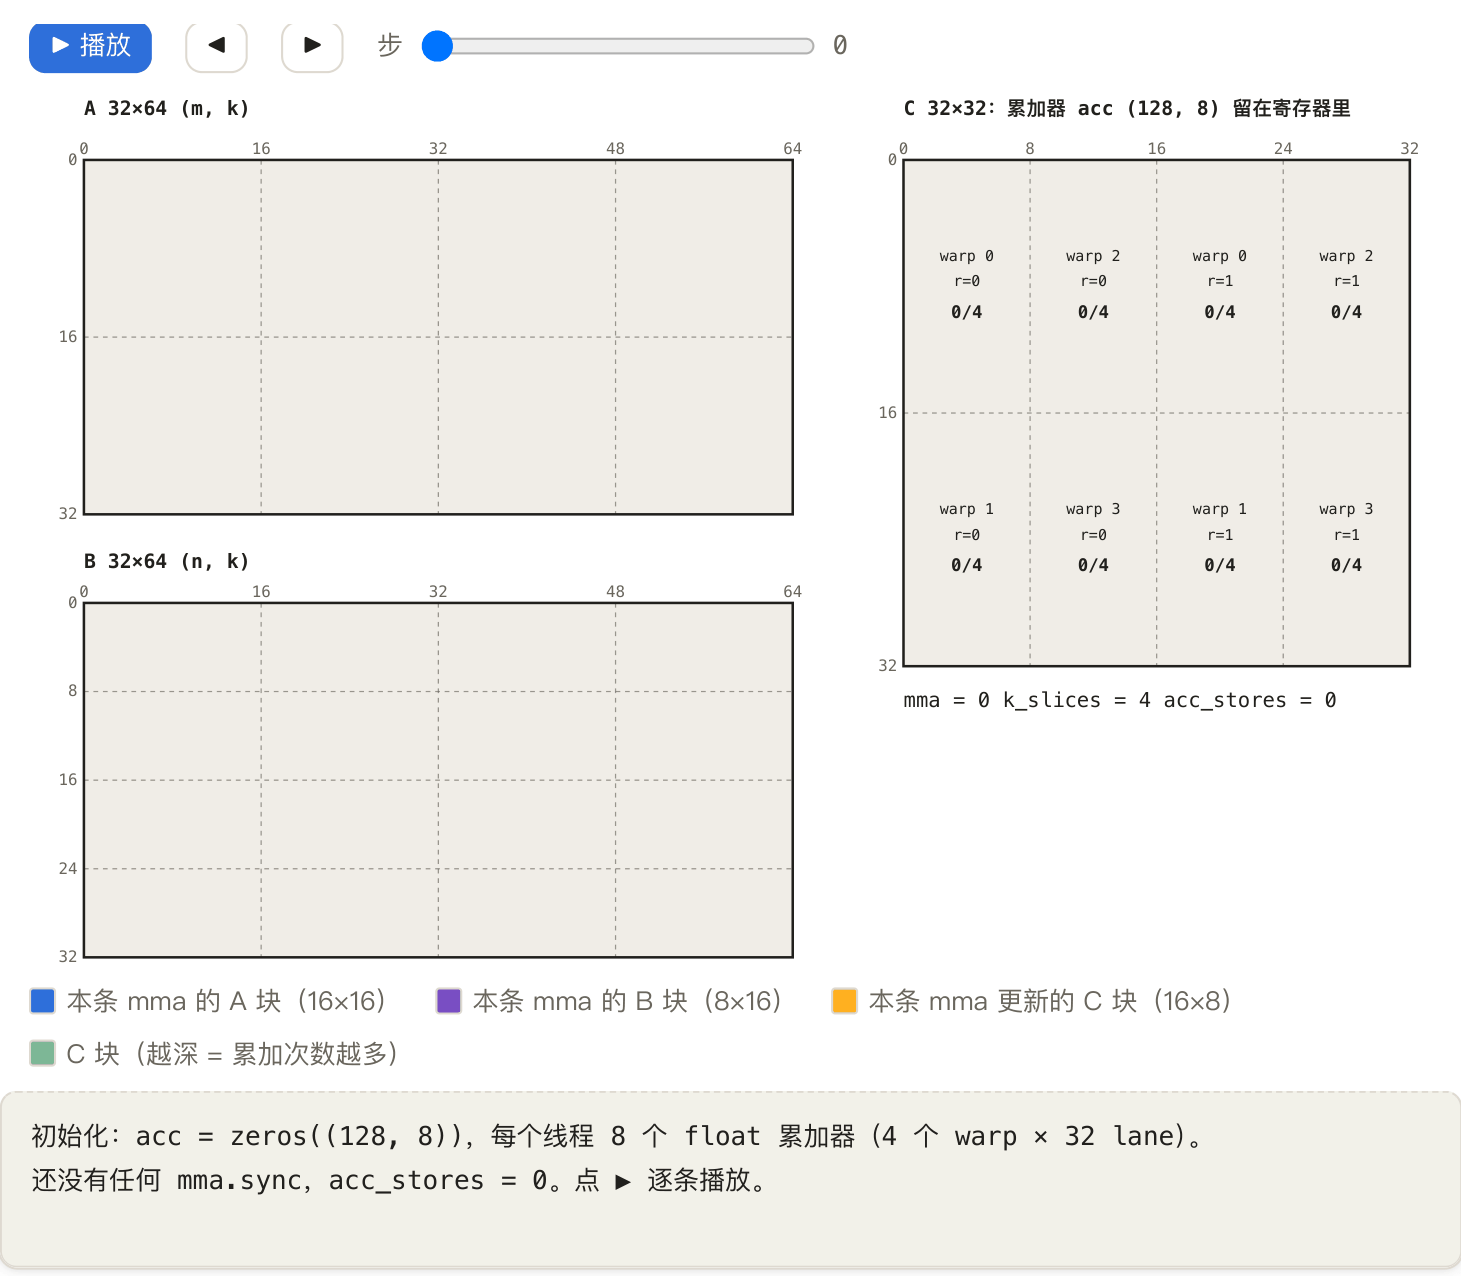 ▶ 播放 ◀ ▶ 步 0
A 32×64 (m, k)
0 16 32 48 64
0
16
32
B 32×64 (n, k)
0 16 32 48 64
0
8
16
24
32
C 32×32: 累加器 acc (128, 8) 留在寄存器里
0 8 16 24 32
0
warp 0 warp 2 warp 0 warp 2
r=0 r=0 r=1 r=1
0/4 0/4 0/4 0/4
16
warp 1 warp 3 warp 1 warp 3
r=0 r=0 r=1 r=1
0/4 0/4 0/4 0/4
32
mma = 0 k_slices = 4 acc_stores = 0
本条 mma 的 A 块（16×16） 本条 mma 的 B 块（8×16） 本条 mma 更新的 C 块（16×8）
C 块（越深 = 累加次数越多）
初始化：acc = zeros((128, 8))，每个线程 8 个 float 累加器（4 个 warp × 32 lane）。
还没有任何 mma.sync，acc_stores = 0。点 ▶ 逐条播放。